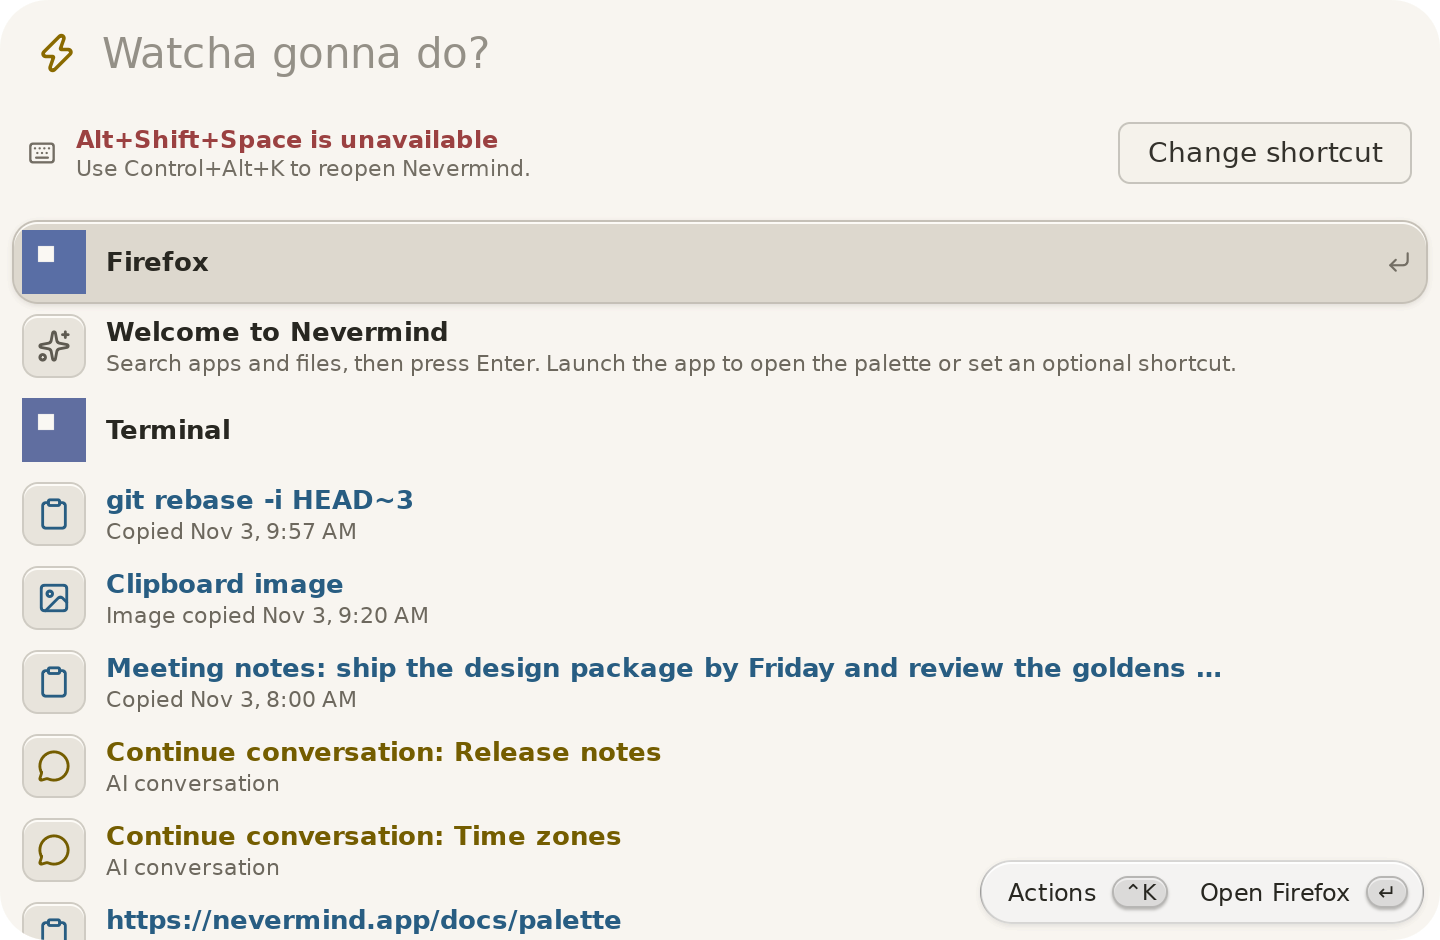 Watcha gonna do?
Alt+Shift+Space is unavailable
Use Control+Alt+K to reopen Nevermind.
Change shortcut
Firefox
Welcome to Nevermind
Search apps and files, then press Enter. Launch the app to open the palette or set an optional shortcut.
Terminal
git rebase -i HEAD~3
Copied Nov 3, 9:57 AM
Clipboard image
Image copied Nov 3, 9:20 AM
Meeting notes: ship the design package by Friday and review the goldens …
Copied Nov 3, 8:00 AM
Continue conversation: Release notes
AI conversation
Continue conversation: Time zones
AI conversation
https://nevermind.app/docs/palette
Actions ^K Open Firefox ↵